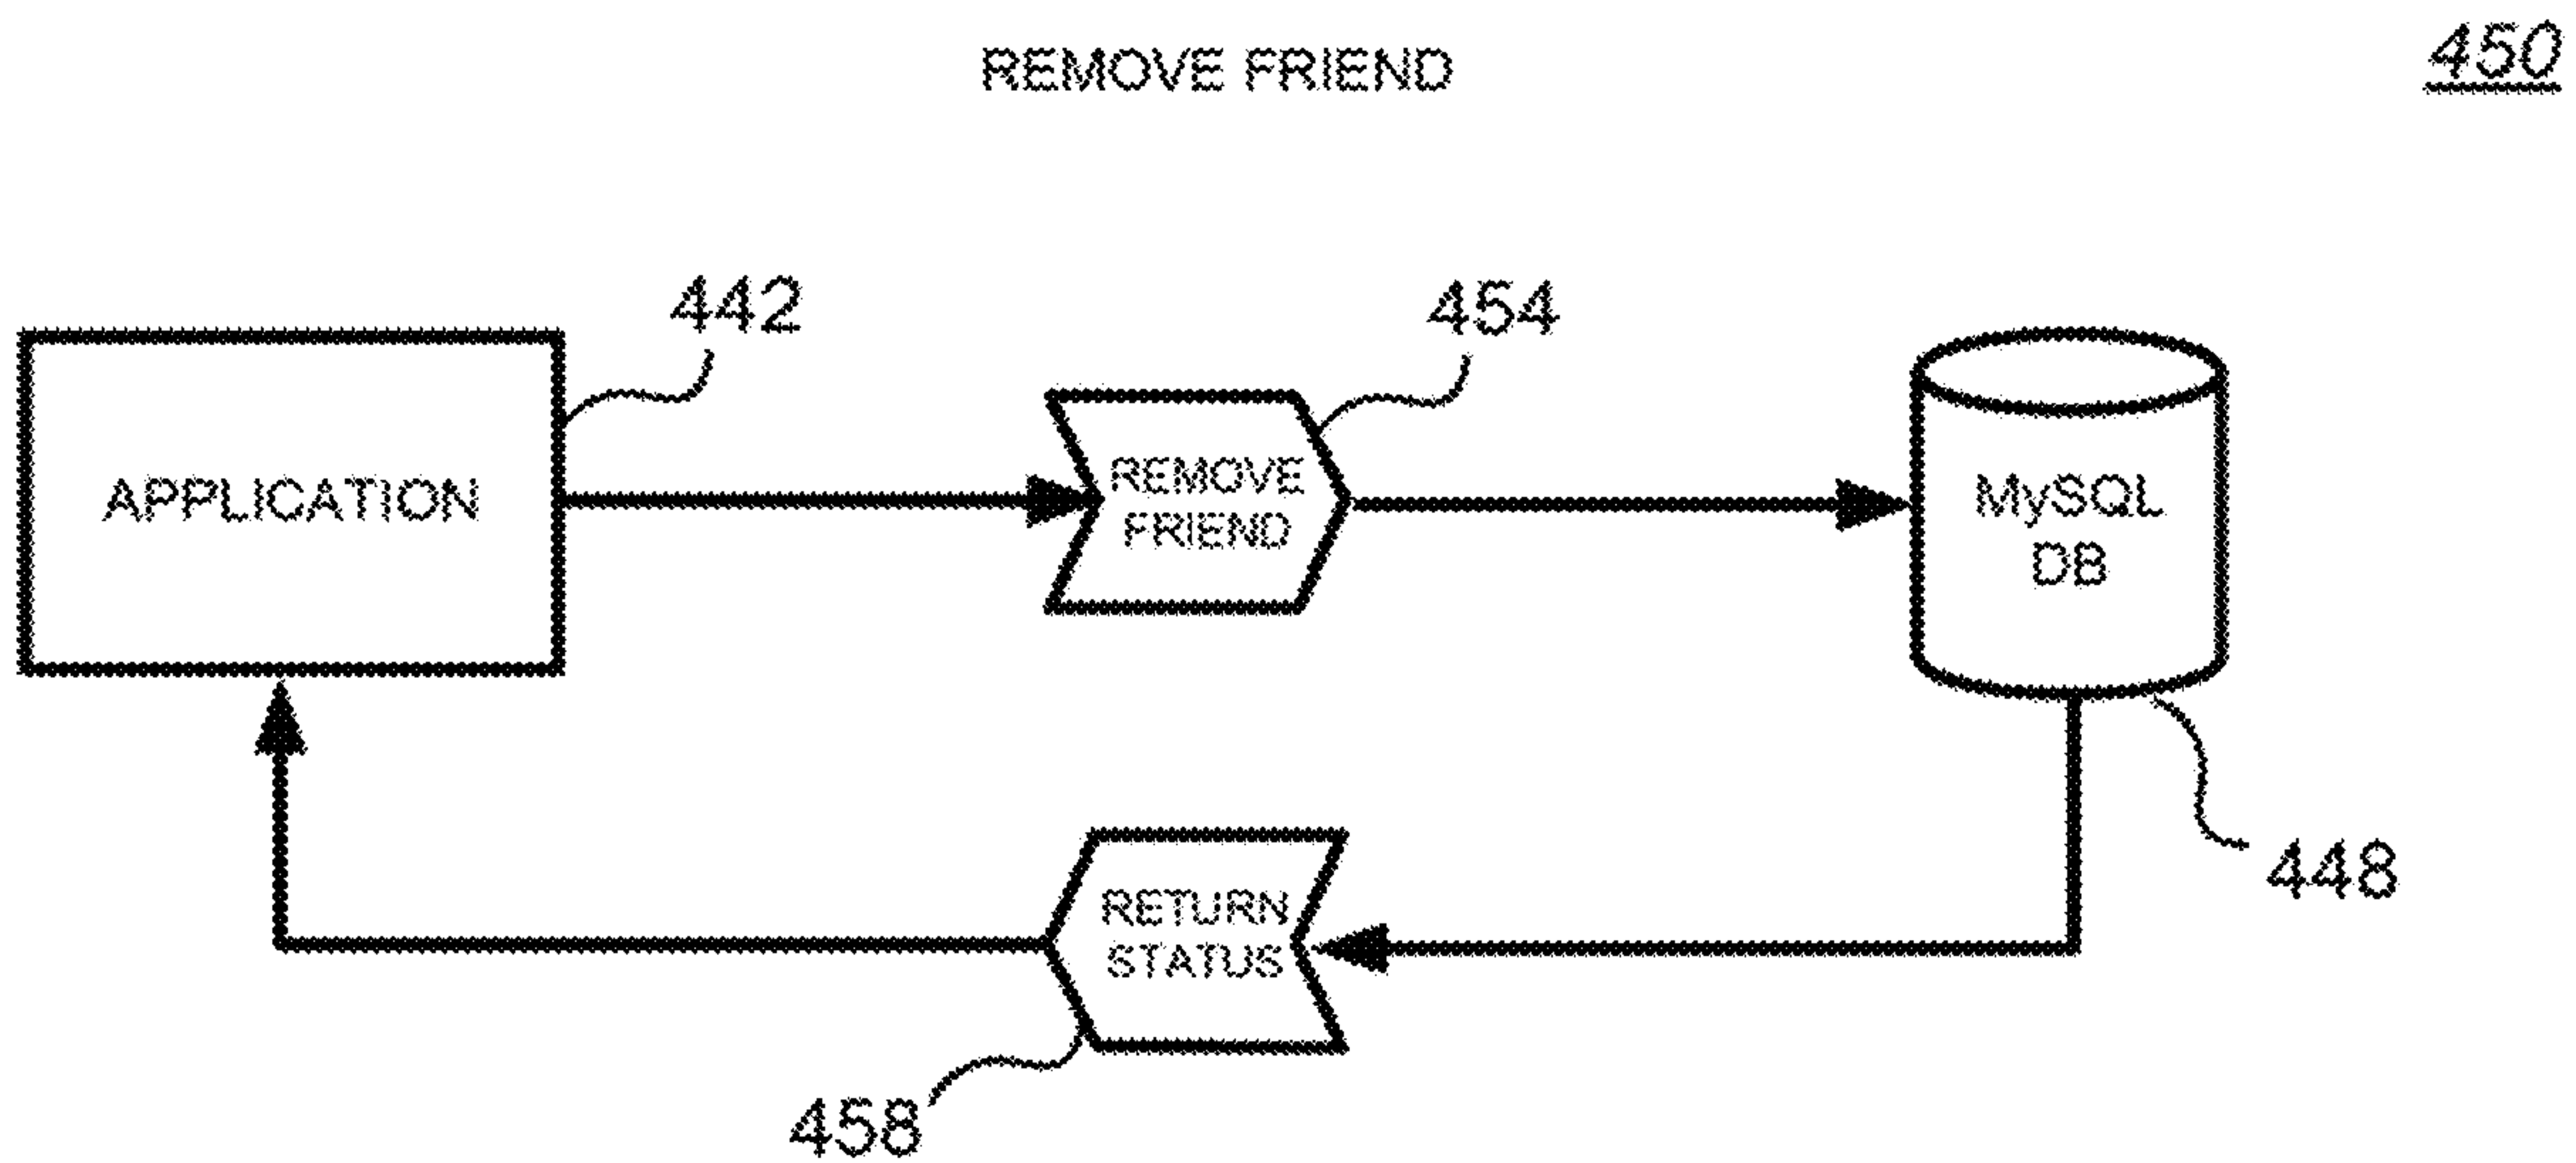 REMOVE FRIEND
450
442
454
APPLICATION
REMOVE
FRIEND
MySQL
DB
448
RETURN
STATUS
458